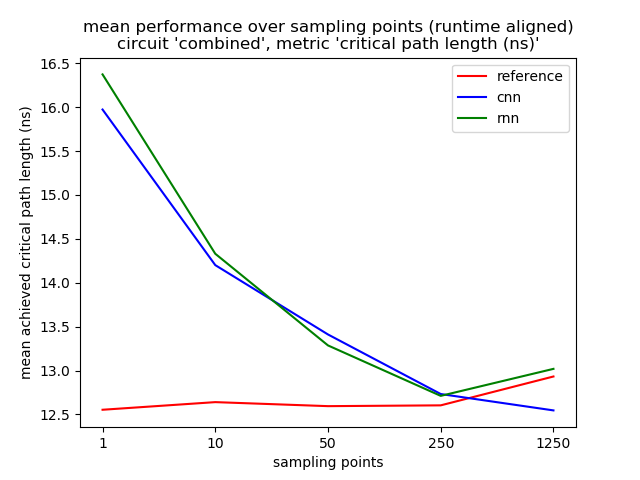 mean performance over sampling points (runtime aligned)
circuit 'combined', metric 'critical path length (ns)'
reference
cnn
rnn
mean achieved critical path length (ns)
16.5
16.0
15.5
15.0
14.5
14.0
13.5
13.0
12.5
1
10
50
250
1250
sampling points